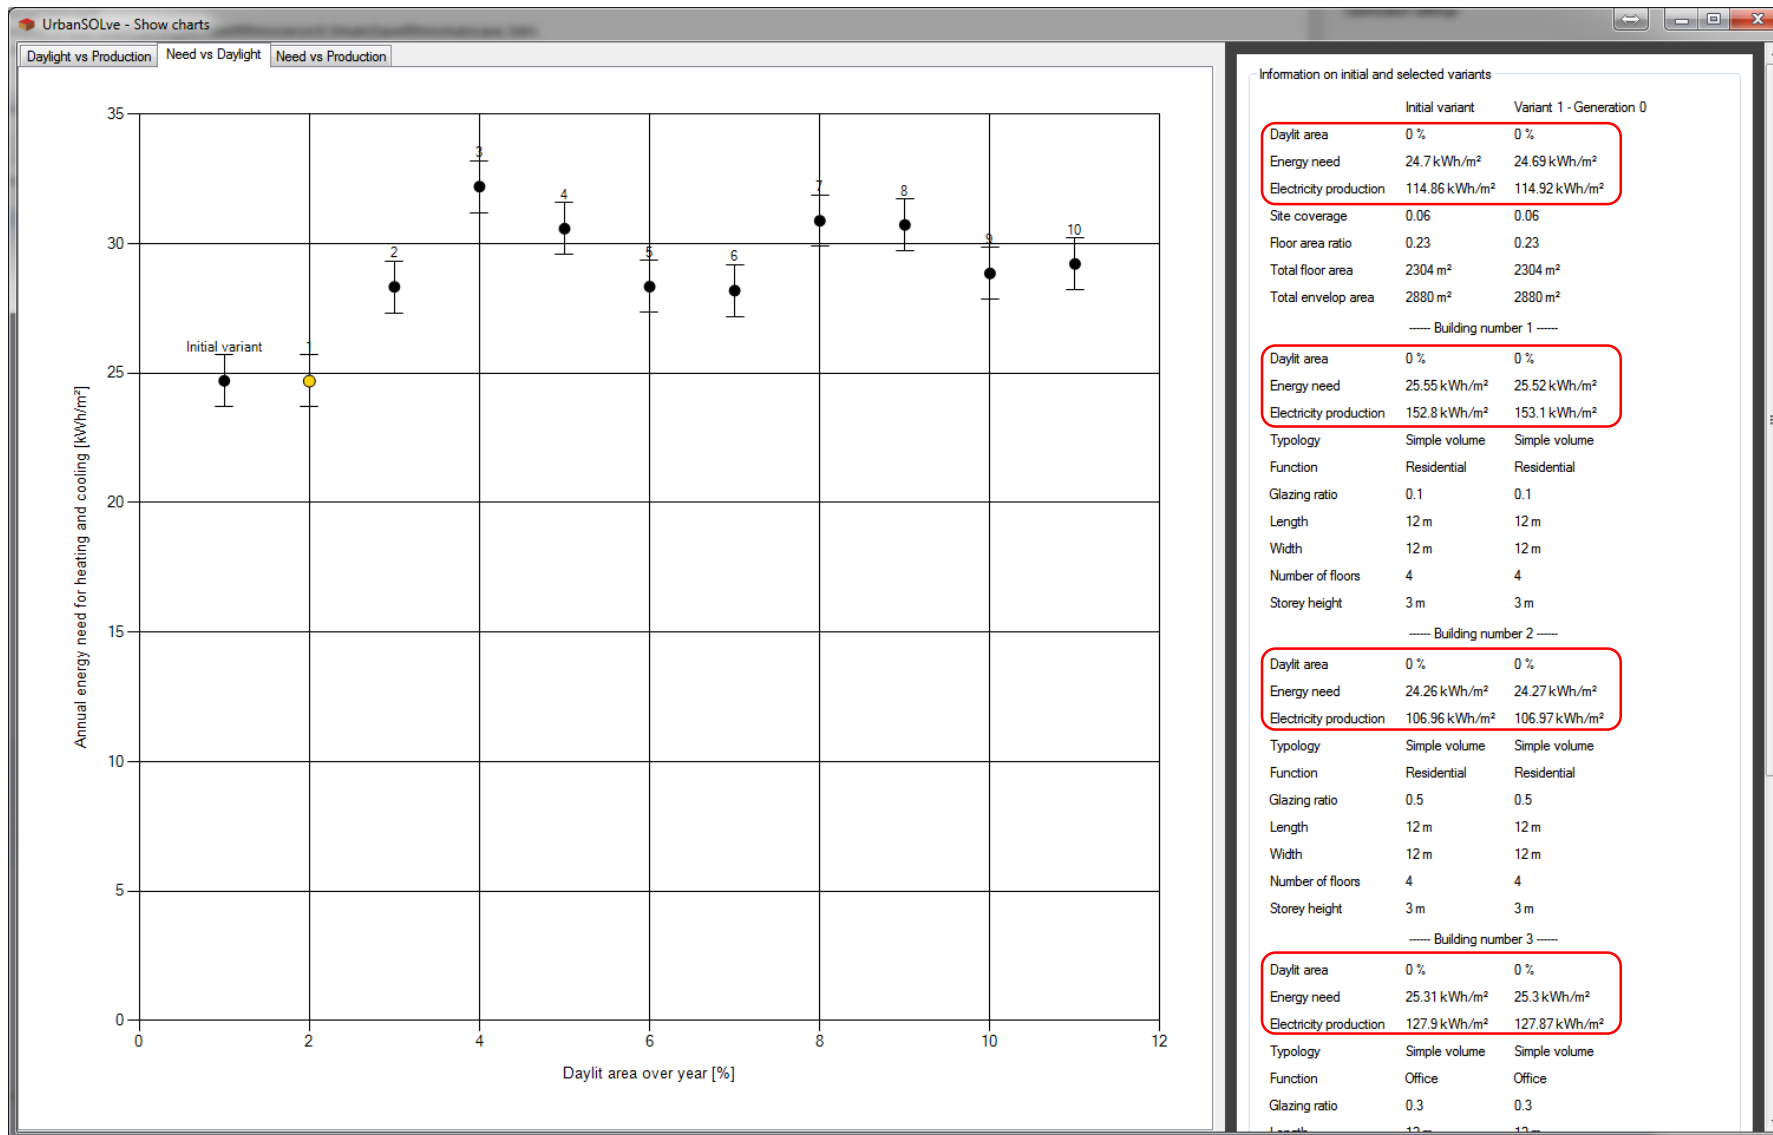 UrbanSOLve - Show charts
Daylight vs Production Need vs Daylight Need vs Production
35
30
25
20
15
10
5
0
0 2 4 6 8 10 12
Annual energy need for heating and cooling [kWh/m²]
Daylit area over year [%]
Initial variant
1
2
3
4
5
6
7
8
9
10
Information on initial and selected variants
Initial variant Variant 1 - Generation 0
Daylit area 0 % 0 %
Energy need 24.7 kWh/m² 24.69 kWh/m²
Electricity production 114.86 kWh/m² 114.92 kWh/m²
Site coverage 0.06 0.06
Floor area ratio 0.23 0.23
Total floor area 2304 m² 2304 m²
Total envelop area 2880 m² 2880 m²
------ Building number 1 ------
Daylit area 0 % 0 %
Energy need 25.55 kWh/m² 25.52 kWh/m²
Electricity production 152.8 kWh/m² 153.1 kWh/m²
Typology Simple volume Simple volume
Function Residential Residential
Glazing ratio 0.1 0.1
Length 12 m 12 m
Width 12 m 12 m
Number of floors 4 4
Storey height 3 m 3 m
------ Building number 2 ------
Daylit area 0 % 0 %
Energy need 24.26 kWh/m² 24.27 kWh/m²
Electricity production 106.96 kWh/m² 106.97 kWh/m²
Typology Simple volume Simple volume
Function Residential Residential
Glazing ratio 0.5 0.5
Length 12 m 12 m
Width 12 m 12 m
Number of floors 4 4
Storey height 3 m 3 m
------ Building number 3 ------
Daylit area 0 % 0 %
Energy need 25.31 kWh/m² 25.3 kWh/m²
Electricity production 127.9 kWh/m² 127.87 kWh/m²
Typology Simple volume Simple volume
Function Office Office
Glazing ratio 0.3 0.3
Length 12 m 12 m